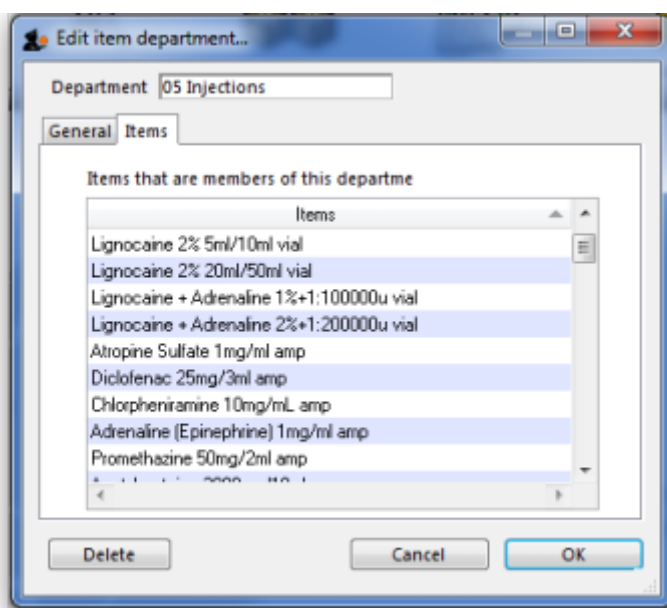 Edit item department...
Department 05 Injections
General Items
Items that are members of this departme
Items
Lignocaine 2% 5ml/10ml vial
Lignocaine 2% 20ml/50ml vial
Lignocaine + Adrenaline 1%+1:100000u vial
Lignocaine + Adrenaline 2%+1:200000u vial
Atropine Sulfate 1mg/ml amp
Diclofenac 25mg/3ml amp
Chlorpheniramine 10mg/mL amp
Adrenaline (Epinephrine) 1mg/ml amp
Promethazine 50mg/2ml amp
Delete Cancel OK